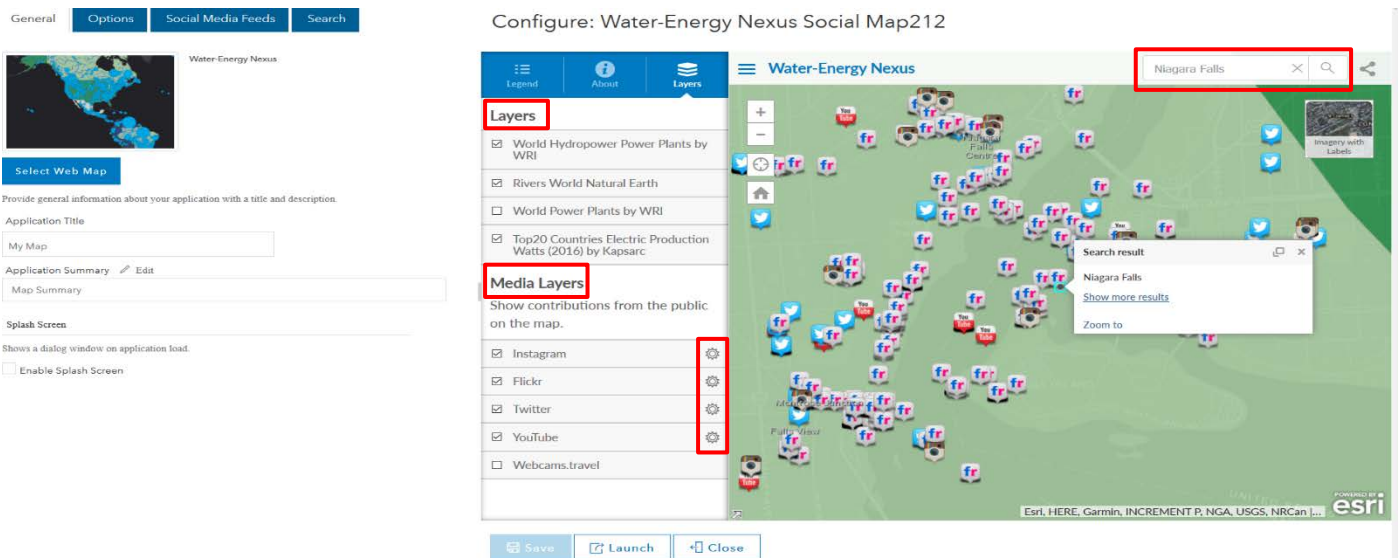 General
Options
Social Media Feeds
Search
Water-Energy Nexus
Select Web Map
Provide general information about your application with a title and description.
Application Title
My Map
Application Summary
Edit
Map Summary
Splash Screen
Shows a dialog window on application load.
Enable Splash Screen
Configure: Water-Energy Nexus Social Map212
Legend
About
Layers
Layers
World Hydropower Power Plants by
WRI
Rivers World Natural Earth
World Power Plants by WRI
Top20 Countries Electric Production
Watts (2016) by Kapsarc
Media Layers
Show contributions from the public
on the map.
Instagram
Flickr
Twitter
YouTube
Webcams.travel
Water-Energy Nexus
Niagara Falls
Imagery with
Labels
Search result
Niagara Falls
Show more results
Zoom to
Falls View
Esri, HERE, Garmin, INCREMENT P, NGA, USGS, NRCan |...
POWERED BY
esri
Save
Launch
Close